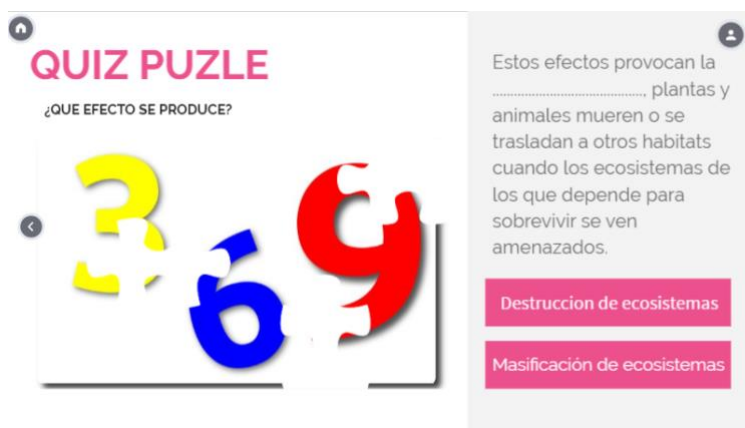 QUIZ PUZLE
¿QUE EFECTO SE PRODUCE?
3 6 9
Estos efectos provocan la
..........................................., plantas y
animales mueren o se
trasladan a otros habitats
cuando los ecosistemas de
los que depende para
sobrevivir se ven
amenazados.
Destruccion de ecosistemas
Masificación de ecosistemas